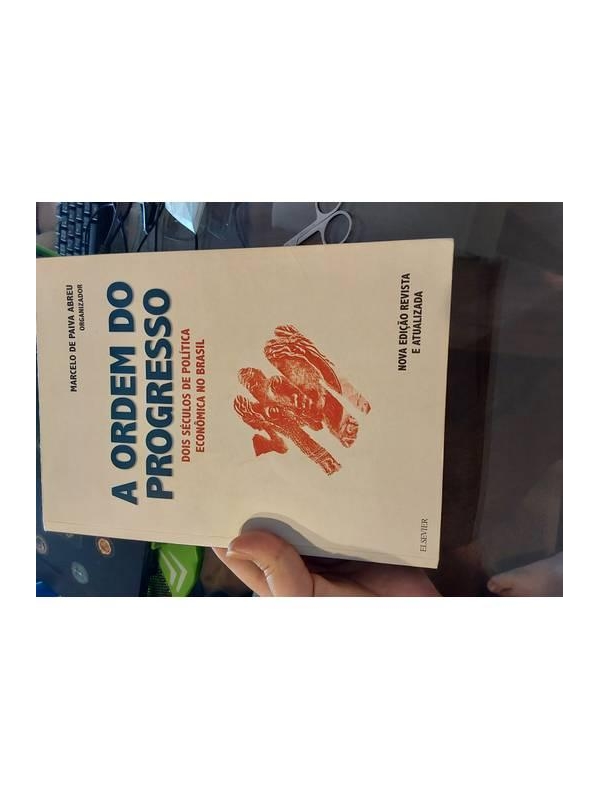 MARCELO DE PAIVA ABREU
ORGANIZADOR
A ORDEM DO
PROGRESSO
DOIS SÉCULOS DE POLÍTICA
ECONÔMICA NO BRASIL
NOVA EDIÇÃO REVISTA
E ATUALIZADA
ELSEVIER